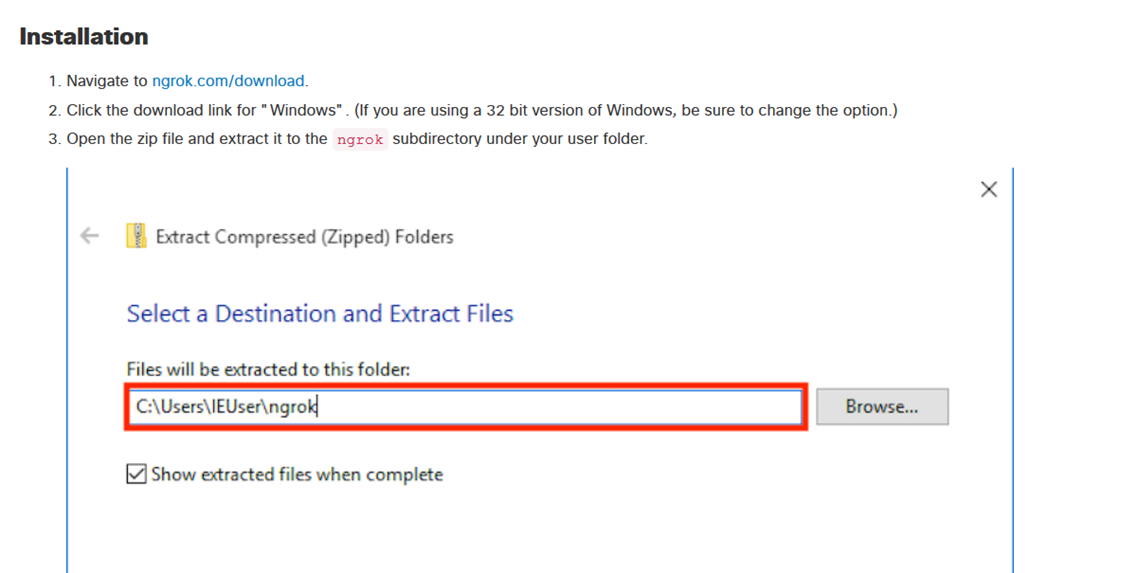 Installation
1. Navigate to ngrok.com/download.
2. Click the download link for "Windows" . (If you are using a 32 bit version of Windows, be sure to change the option.)
3. Open the zip file and extract it to the ngrok subdirectory under your user folder.
Extract Compressed (Zipped) Folders
Select a Destination and Extract Files
Files will be extracted to this folder:
C:\Users\IEUser\ngrok
Browse...
Show extracted files when complete